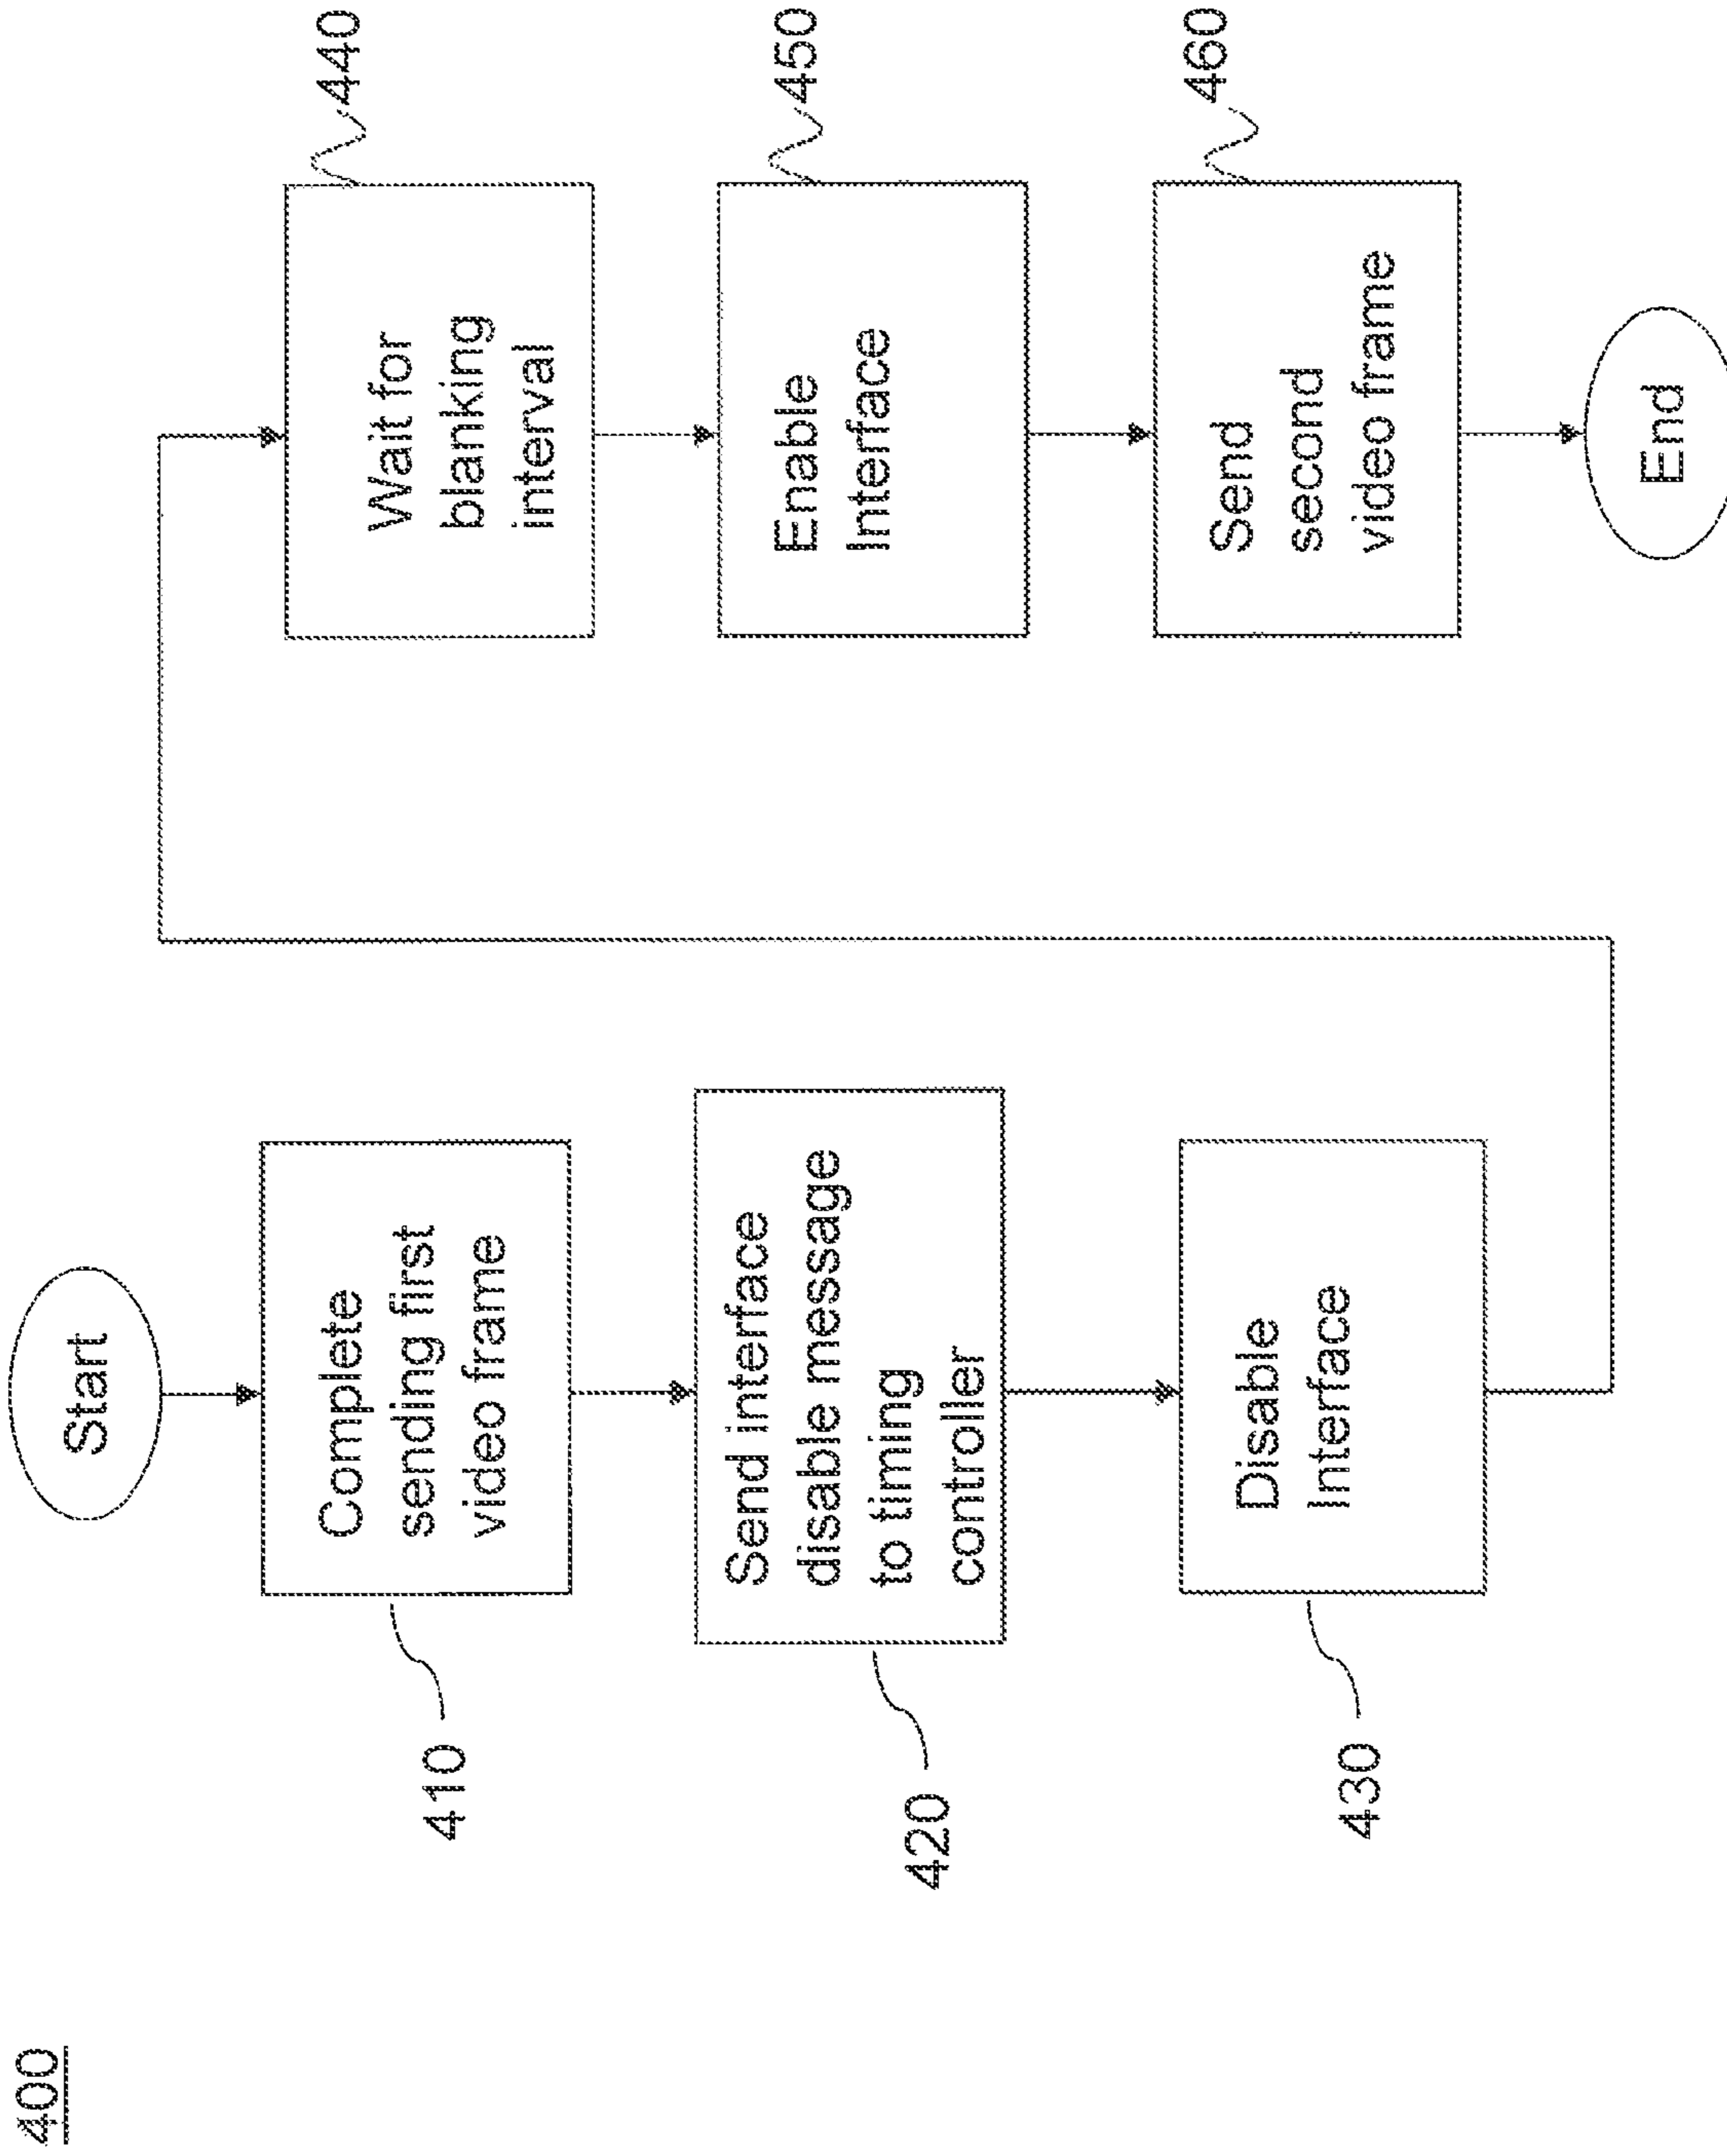 400
Start
Complete
sending first
video frame
410
Send interface
disable message
to timing
controller
420
Disable
Interface
430
Wait for
blanking
interval
440
Enable
Interface
450
Send
second
video frame
460
End